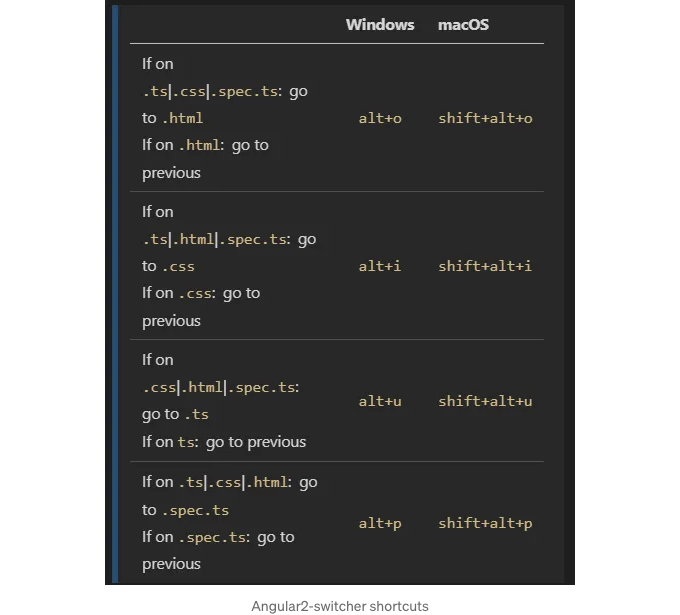 Windows macOS
If on
.ts|.css|.spec.ts: go
to .html
If on .html: go to
previous
alt+o shift+alt+o
If on
.ts|.html|.spec.ts: go
to .css
If on .css: go to
previous
alt+i shift+alt+i
If on
.css|.html|.spec.ts:
go to .ts
If on ts: go to previous
alt+u shift+alt+u
If on .ts|.css|.html: go
to .spec.ts
If on .spec.ts: go to
previous
alt+p shift+alt+p
Angular2-switcher shortcuts